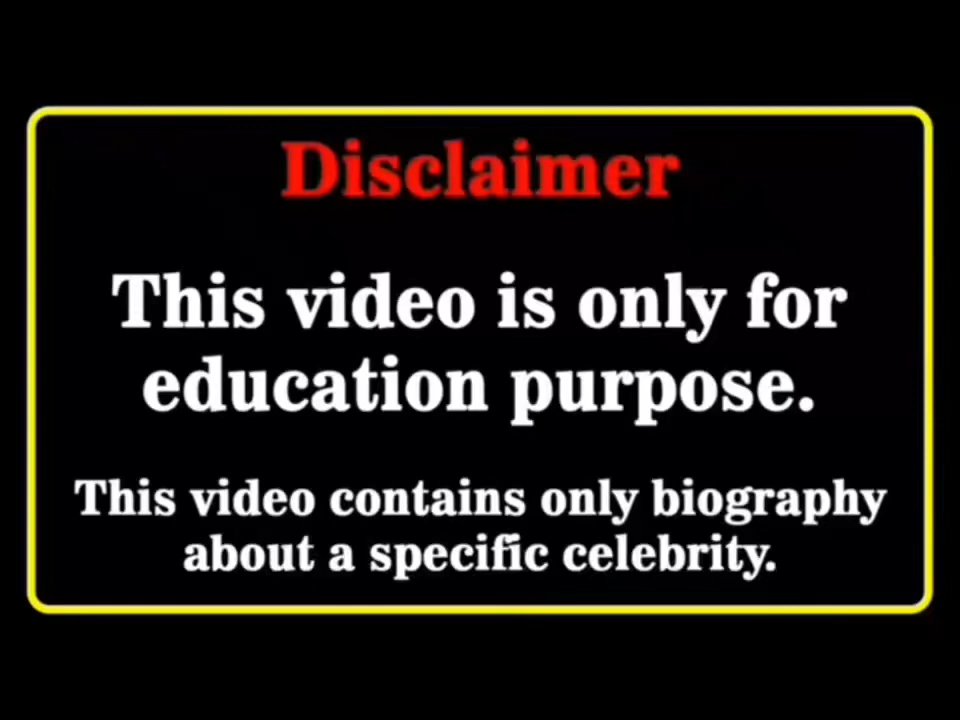 Disclaimer
This video is only for
education purpose.
This video contains only biography
about a specific celebrity.